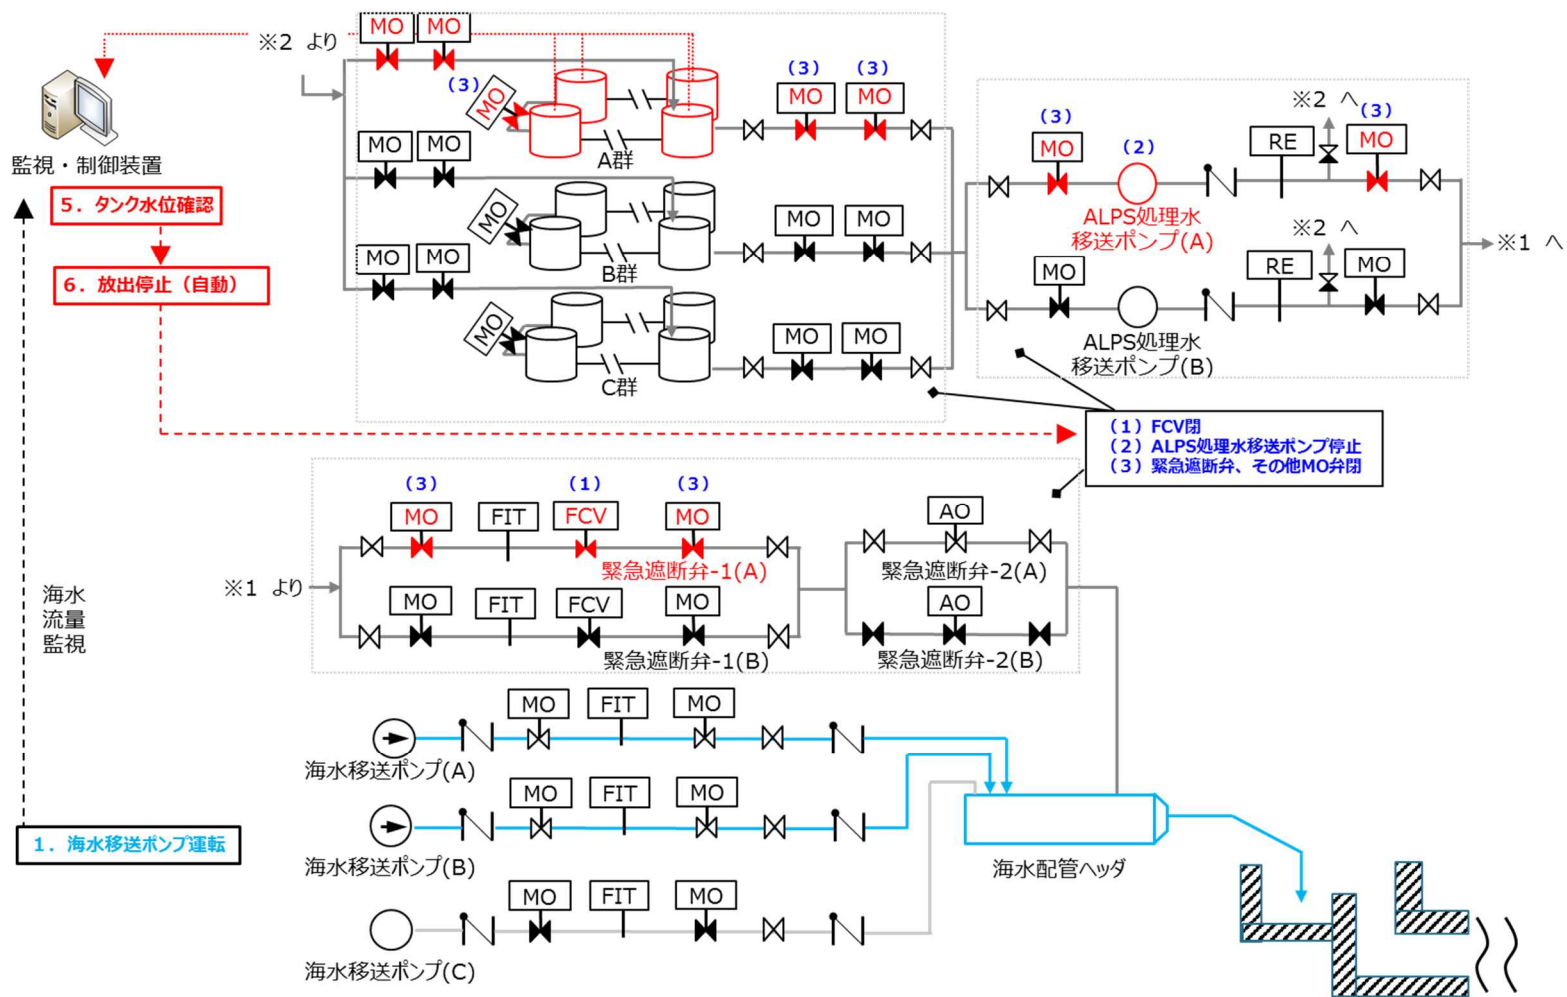 ※2 より
MO
MO
監視・制御装置
5. タンク水位確認
6. 放出停止（自動）
（3）
MO
A群
（3）
（3）
MO
MO
MO
MO
MO
B群
MO
MO
MO
MO
MO
C群
MO
MO
（3）
MO
（2）
ALPS処理水
移送ポンプ(A)
RE
※2 へ
（3）
MO
MO
ALPS処理水
移送ポンプ(B)
RE
※2 へ
MO
※1 へ
（1）FCV閉
（2）ALPS処理水移送ポンプ停止
（3）緊急遮断弁、その他MO弁閉
※1 より
（3）
MO
FIT
（1）
FCV
（3）
MO
緊急遮断弁-1(A)
AO
緊急遮断弁-2(A)
MO
FIT
FCV
MO
緊急遮断弁-1(B)
AO
緊急遮断弁-2(B)
海水
流量
監視
1. 海水移送ポンプ運転
MO
FIT
MO
海水移送ポンプ(A)
MO
FIT
MO
海水移送ポンプ(B)
MO
FIT
MO
海水移送ポンプ(C)
海水配管ヘッダ